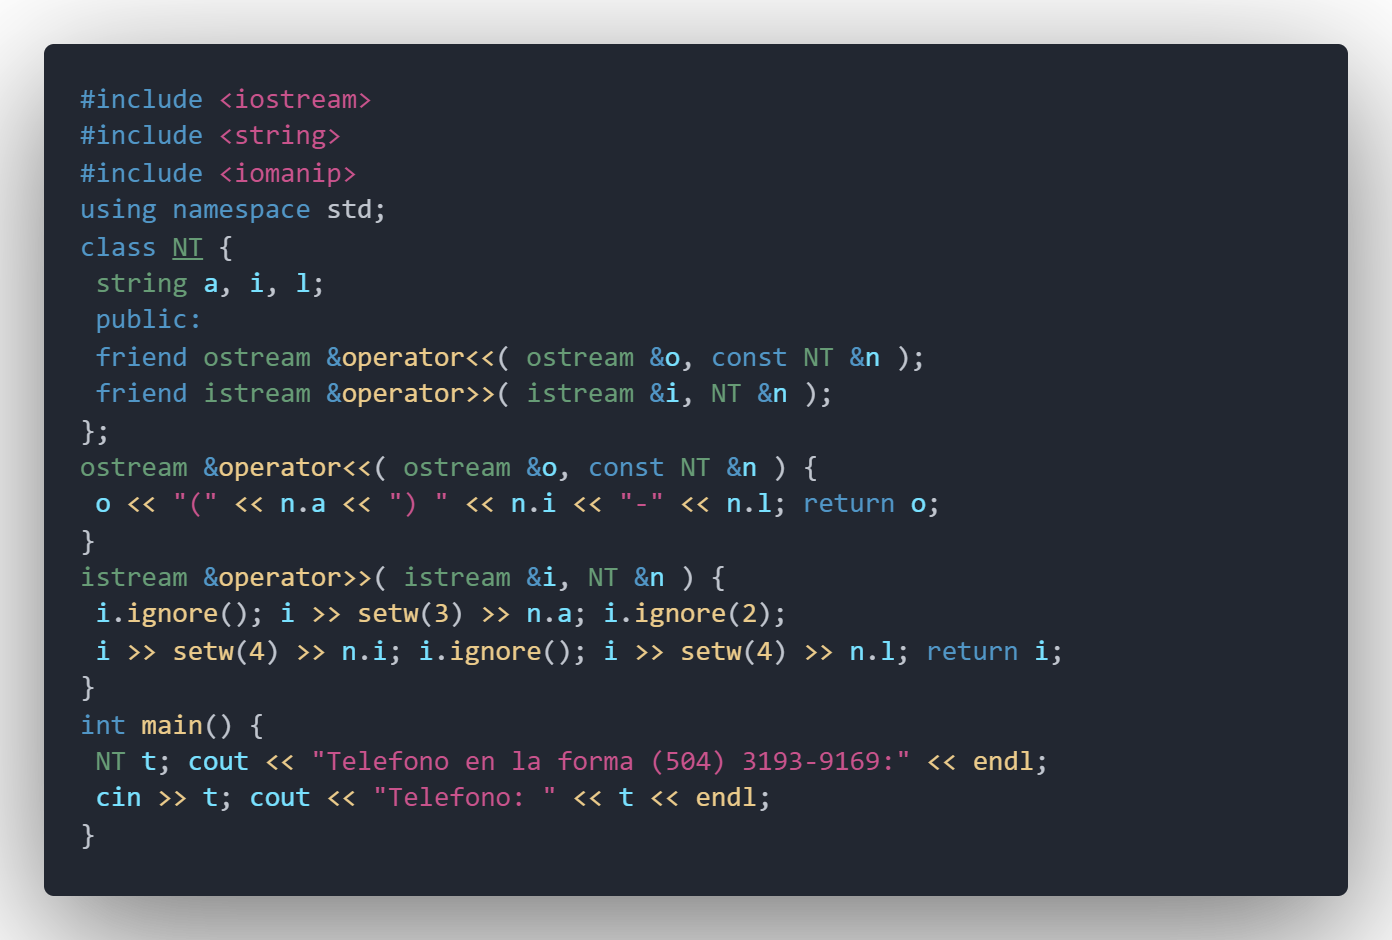 #include <iostream>
#include <string>
#include <iomanip>
using namespace std;
class NT {
 string a, i, l;
 public:
 friend ostream &operator<<( ostream &o, const NT &n );
 friend istream &operator>>( istream &i, NT &n );
};
ostream &operator<<( ostream &o, const NT &n ) {
 o << "(" << n.a << ") " << n.i << "-" << n.l; return o;
}
istream &operator>>( istream &i, NT &n ) {
 i.ignore(); i >> setw(3) >> n.a; i.ignore(2);
 i >> setw(4) >> n.i; i.ignore(); i >> setw(4) >> n.l; return i;
}
int main() {
 NT t; cout << "Telefono en la forma (504) 3193-9169:" << endl;
 cin >> t; cout << "Telefono: " << t << endl;
}